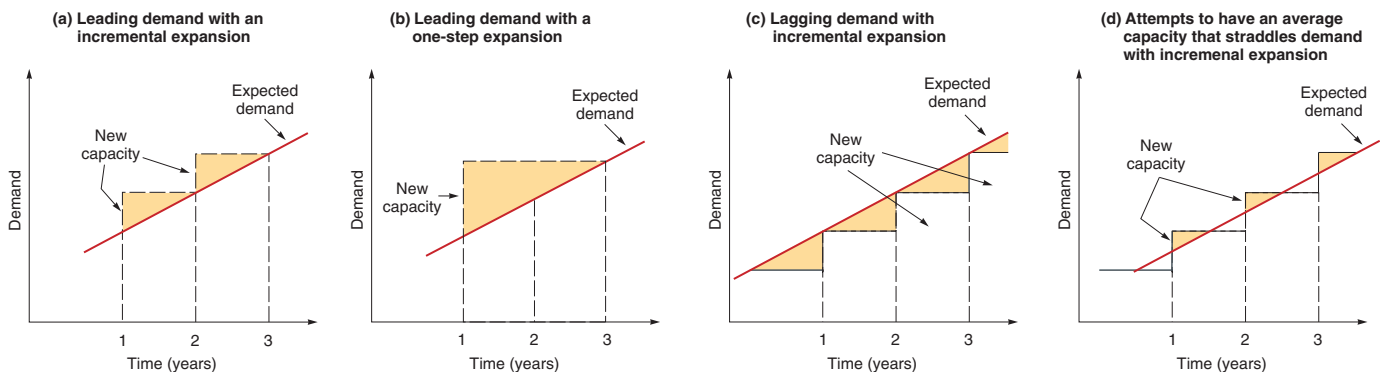 (a) Leading demand with an
incremental expansion
Demand
New
capacity
Expected
demand
1 2 3
Time (years)
(b) Leading demand with a
one-step expansion
Demand
New
capacity
Expected
demand
1 2 3
Time (years)
(c) Lagging demand with
incremental expansion
Demand
New
capacity
Expected
demand
1 2 3
Time (years)
(d) Attempts to have an average
capacity that straddles demand
with incremenal expansion
Demand
New
capacity
Expected
demand
1 2 3
Time (years)